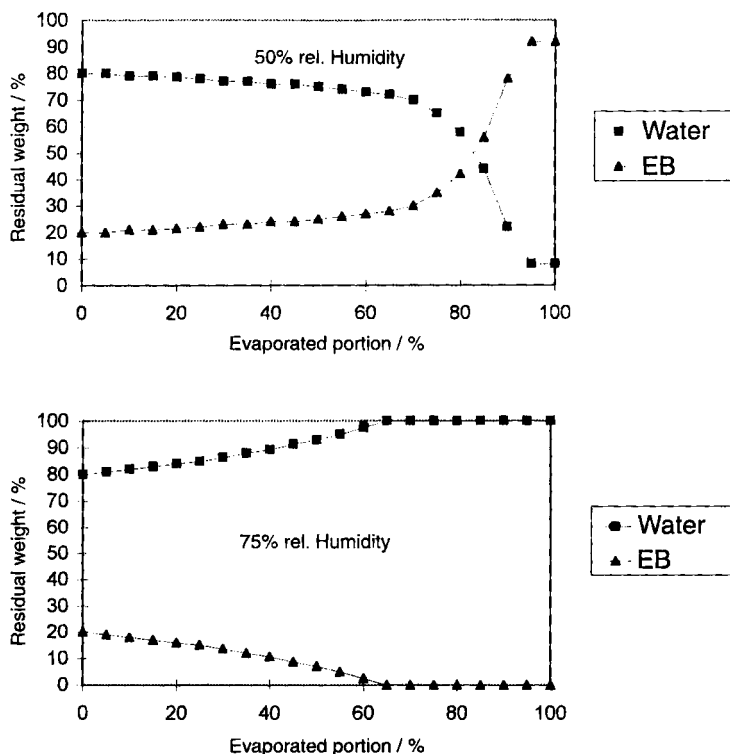 100
90
80
70
60
50
40
30
20
10
0
Residual weight / %
50% rel. Humidity
0 20 40 60 80 100
Evaporated portion / %
Water
EB
100
90
80
70
60
50
40
30
20
10
0
Residual weight / %
75% rel. Humidity
0 20 40 60 80 100
Evaporated portion / %
Water
EB